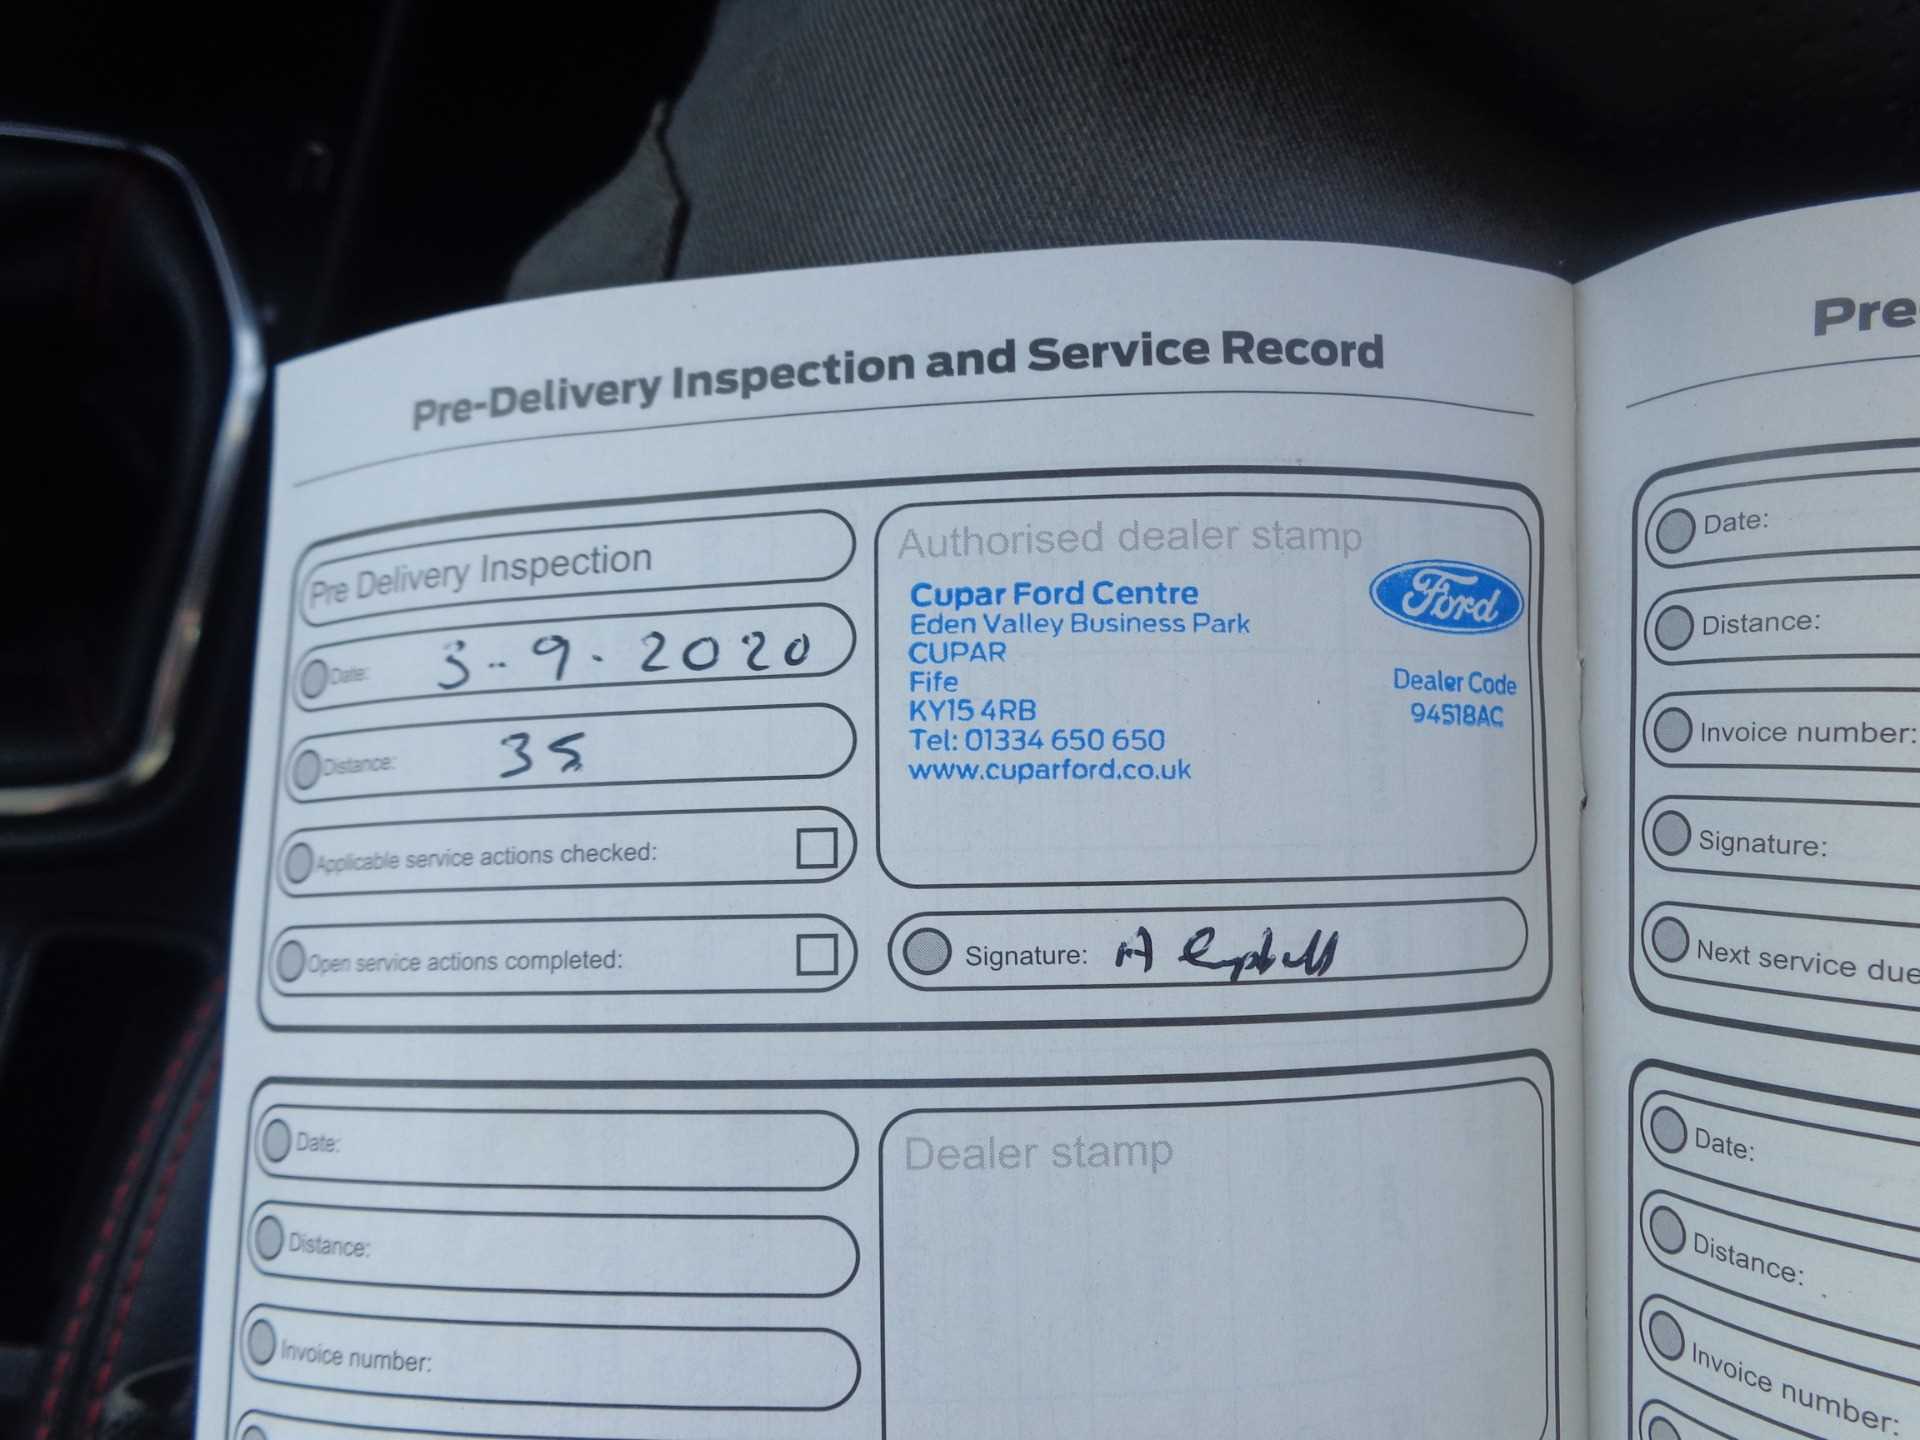 Pre-Delivery Inspection and Service Record
Pre Delivery Inspection
Date: 3-9.2020
Distance: 35
Applicable service actions checked:
Open service actions completed:
Authorised dealer stamp
Cupar Ford Centre
Eden Valley Business Park
CUPAR
Fife
KY15 4RB
Tel: 01334 650 650
www.cuparford.co.uk
Ford
Dealer Code
94518AC
Signature: A
Date:
Distance:
Invoice number:
Dealer stamp
Pre
Date:
Distance:
Invoice number:
Signature:
Next service due
Date:
Distance:
Invoice number: